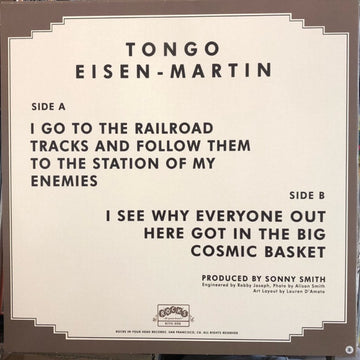 TONGO
EISEN-MARTIN
SIDE A
I GO TO THE RAILROAD
TRACKS AND FOLLOW THEM
TO THE STATION OF MY
ENEMIES
SIDE B
I SEE WHY EVERYONE OUT
HERE GOT IN THE BIG
COSMIC BASKET
PRODUCED BY SONNY SMITH
Engineered by Robby Joseph, Photo by Alison Smith
Art Layout by Lauren D'Amato
ROCKS IN YOUR HEAD RECORDS. SAN FRANCISCO, CA. ALL RIGHTS RESERVED